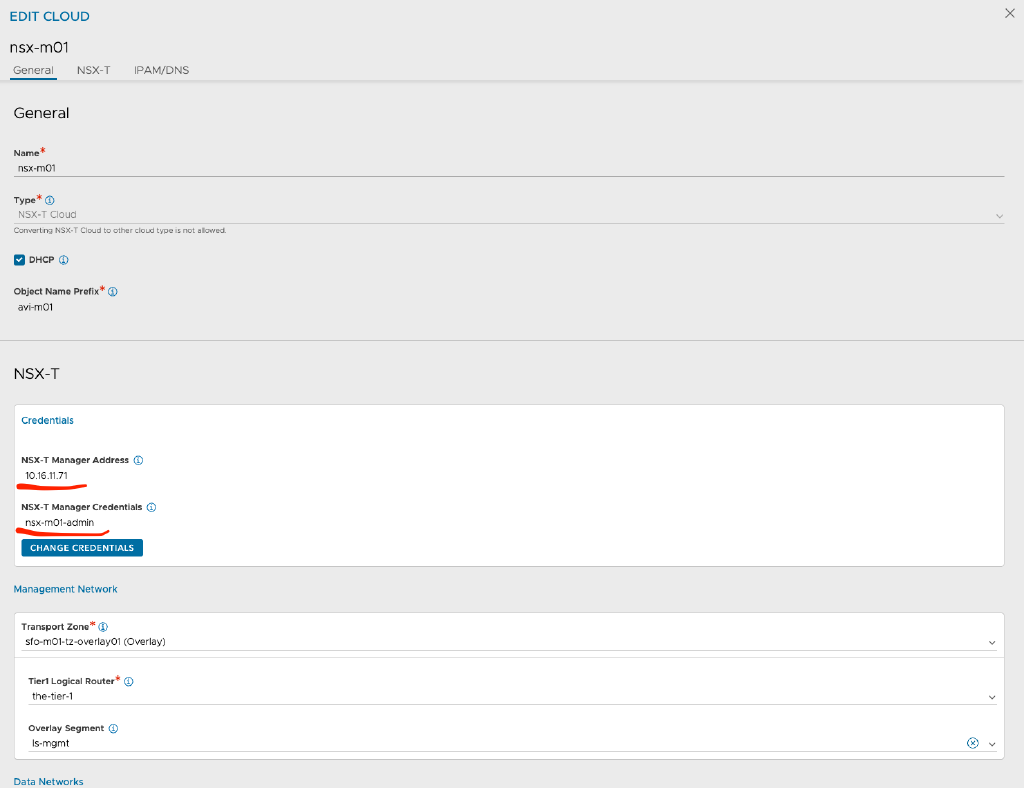 EDIT CLOUD
nsx-m01
General NSX-T IPAM/DNS
General
Name*
nsx-m01
Type*
NSX-T Cloud
Converting NSX-T Cloud to other cloud type is not allowed.
DHCP
Object Name Prefix*
avi-m01
NSX-T
Credentials
NSX-T Manager Address
10.16.11.71
NSX-T Manager Credentials
nsx-m01-admin
CHANGE CREDENTIALS
Management Network
Transport Zone*
sfo-m01-tz-overlay01 (Overlay)
Tier1 Logical Router*
the-tier-1
Overlay Segment
ls-mgmt
Data Networks